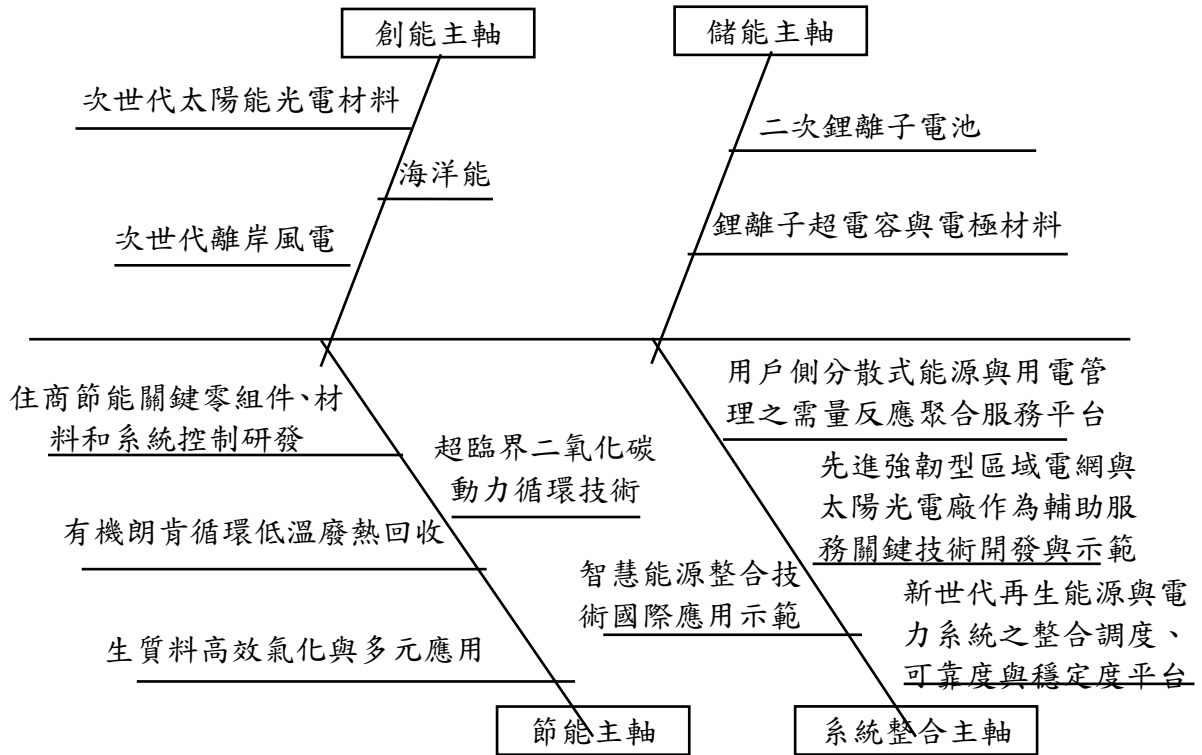 創能主軸
儲能主軸
次世代太陽能光電材料
海洋能
次世代離岸風電
二次鋰離子電池
鋰離子超電容與電極材料
住商節能關鍵零組件、材
料和系統控制研發
超臨界二氧化碳
動力循環技術
有機朗肯循環低溫廢熱回收
生質料高效氣化與多元應用
用戶側分散式能源與用電管
理之需量反應聚合服務平台
先進強韌型區域電網與
太陽光電廠作為輔助服
務關鍵技術開發與示範
智慧能源整合技
術國際應用示範
新世代再生能源與電
力系統之整合調度、
可靠度與穩定度平台
節能主軸
系統整合主軸